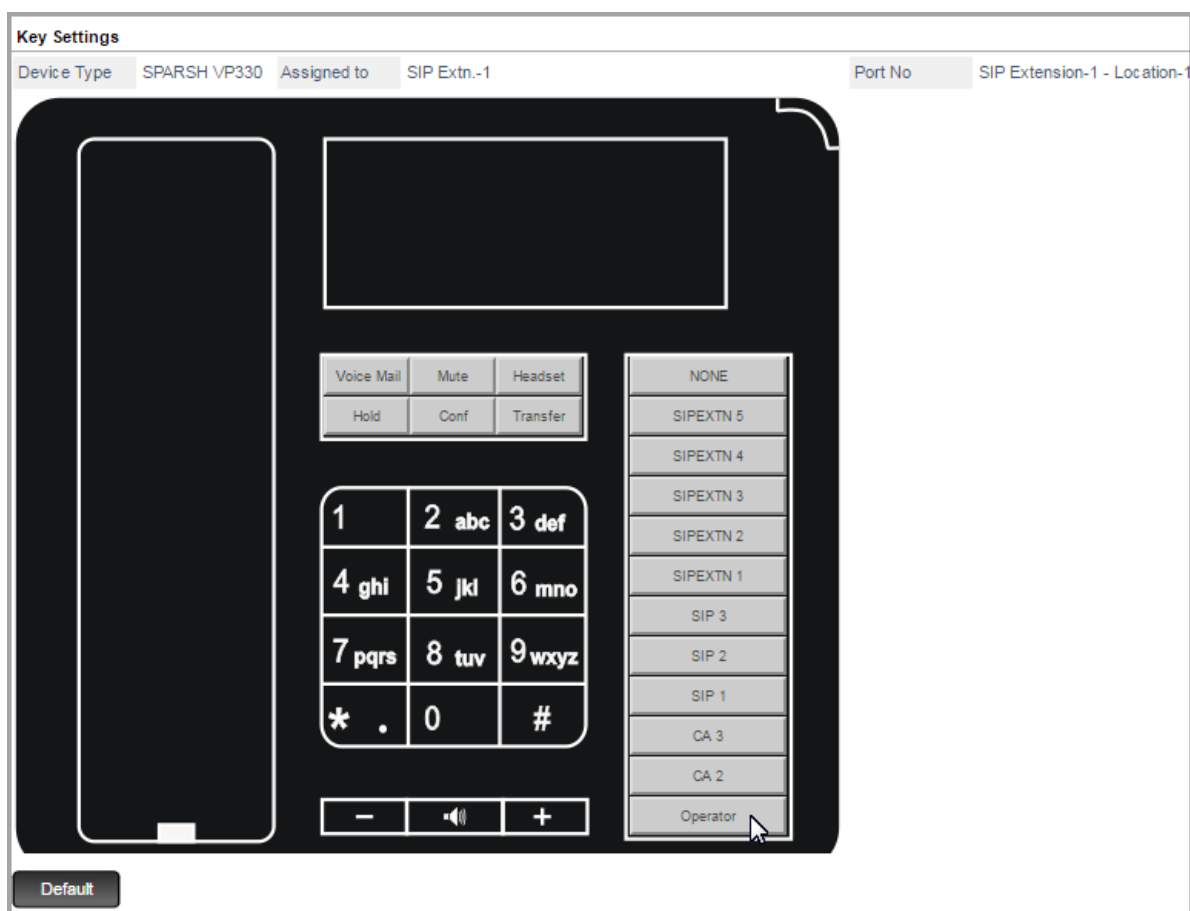 Key Settings
Device Type SPARSH VP330 Assigned to SIP Extn.-1 Port No SIP Extension-1 - Location-1
Voice Mail Mute Headset
Hold Conf Transfer
NONE
SIPEXTN 5
SIPEXTN 4
SIPEXTN 3
SIPEXTN 2
SIPEXTN 1
SIP 3
SIP 2
SIP 1
CA 3
CA 2
Operator
1 2 abc 3 def
4 ghi 5 jkl 6 mno
7 pqrs 8 tuv 9 wxyz
* . 0 #
− +
Default